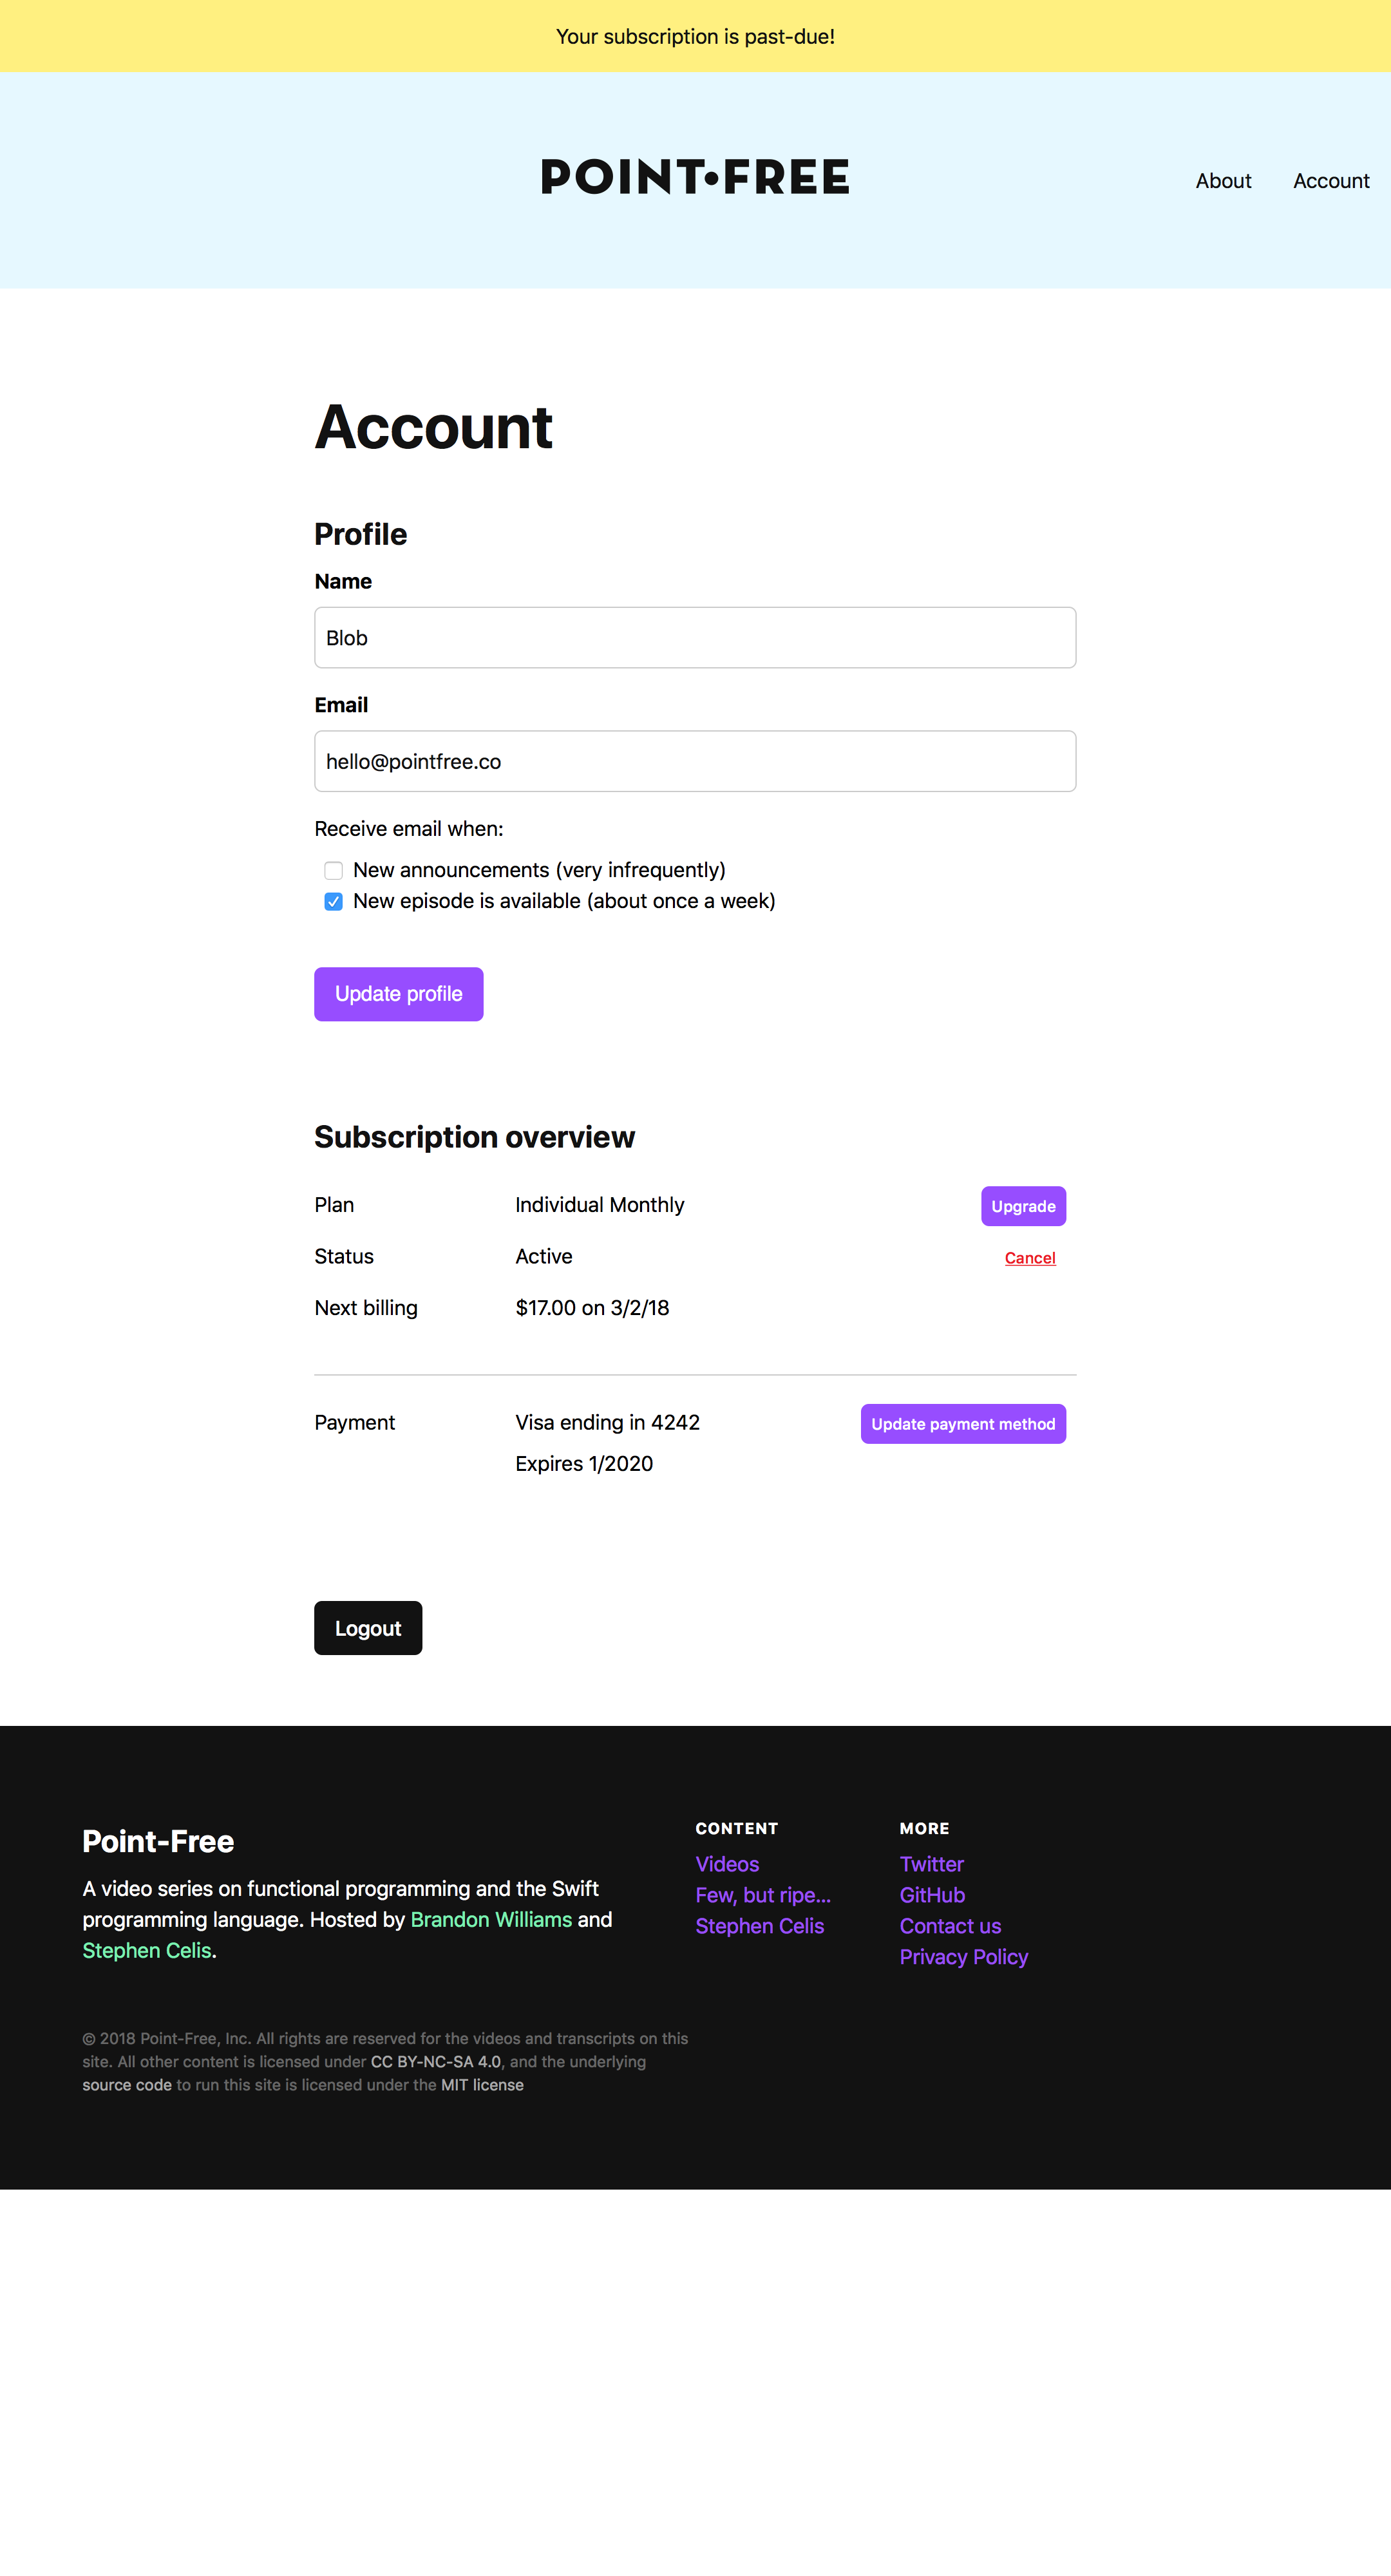 Your subscription is past-due!
POINT•FREE
About Account
Account
Profile
Name
Blob
Email
hello@pointfree.co
Receive email when:
New announcements (very infrequently)
New episode is available (about once a week)
Update profile
Subscription overview
Plan Individual Monthly Upgrade
Status Active Cancel
Next billing $17.00 on 3/2/18
Payment Visa ending in 4242 Update payment method
Expires 1/2020
Logout
Point-Free
A video series on functional programming and the Swift
programming language. Hosted by Brandon Williams and
Stephen Celis.
CONTENT
Videos
Few, but ripe...
Stephen Celis
MORE
Twitter
GitHub
Contact us
Privacy Policy
© 2018 Point-Free, Inc. All rights are reserved for the videos and transcripts on this
site. All other content is licensed under CC BY-NC-SA 4.0, and the underlying
source code to run this site is licensed under the MIT license